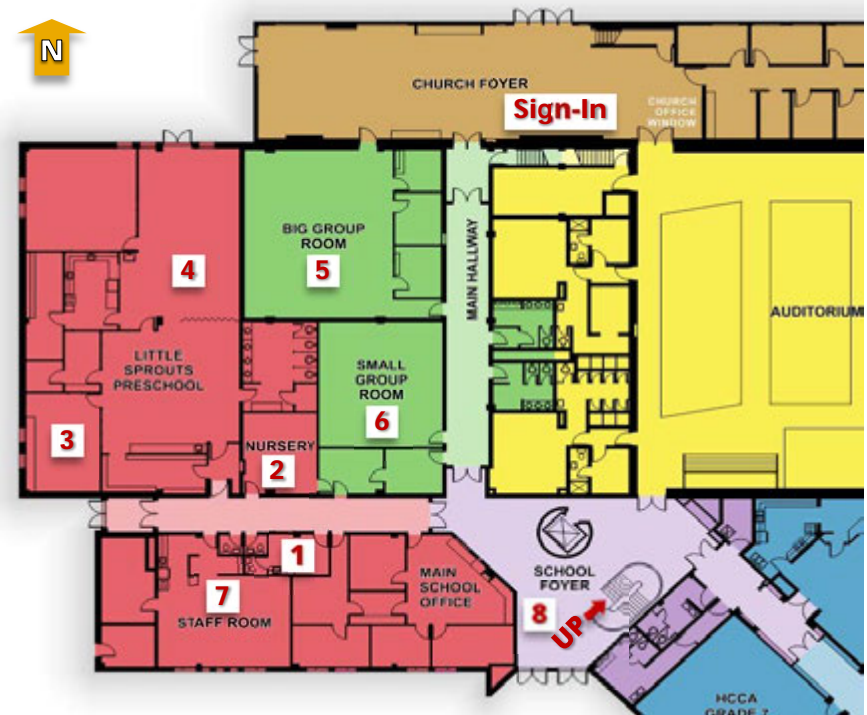 N
CHURCH FOYER
Sign-In
CHURCH
OFFICE
WINDOW
BIG GROUP
ROOM
5
4
MAIN HALLWAY
AUDITORIUM
LITTLE
SPROUTS
PRESCHOOL
SMALL
GROUP
ROOM
6
3
NURSERY
2
1
7
STAFF ROOM
MAIN
SCHOOL
OFFICE
SCHOOL
FOYER
8
UP
HCCA
GRADE 7